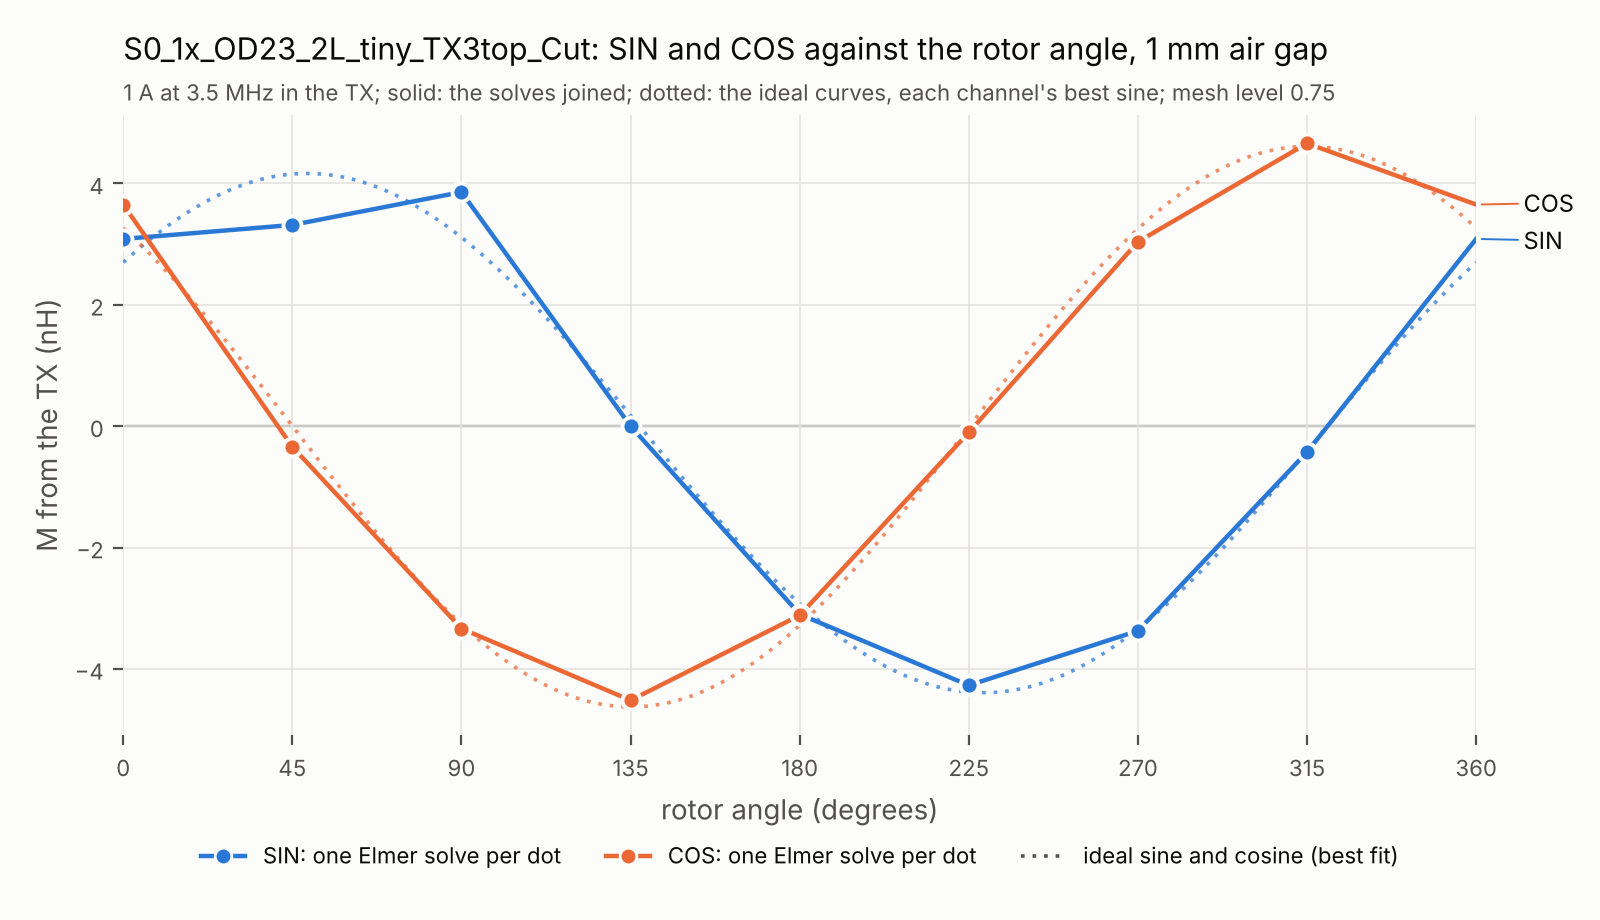 S0_1x_OD23_2L_tiny_TX3top_Cut: SIN and COS against the rotor angle, 1 mm air gap
1 A at 3.5 MHz in the TX; solid: the solves joined; dotted: the ideal curves, each channel's best sine; mesh level 0.75
M from the TX (nH)
4
2
0
−2
−4
COS
SIN
0 45 90 135 180 225 270 315 360
rotor angle (degrees)
SIN: one Elmer solve per dot COS: one Elmer solve per dot ideal sine and cosine (best fit)